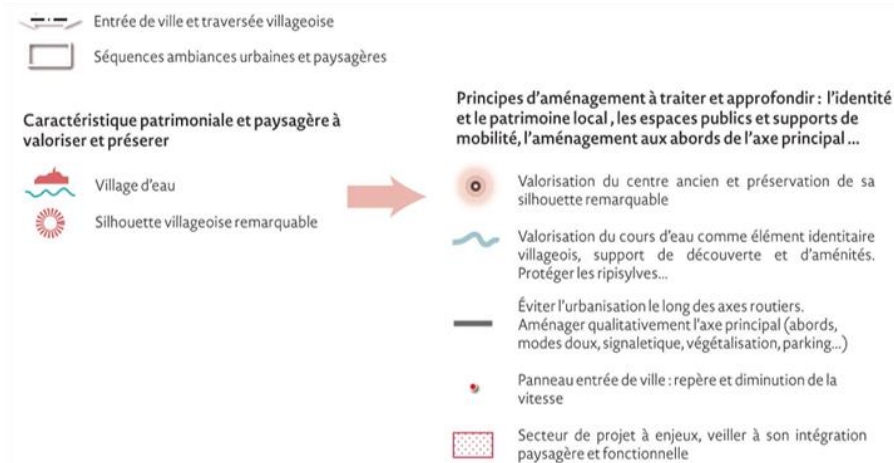 Entrée de ville et traversée villageoise
Séquences ambiances urbaines et paysagères
Caractéristique patrimoniale et paysagère à
valoriser et préserer
Village d'eau
Silhouette villageoise remarquable
Principes d'aménagement à traiter et approfondir : l'identité
et le patrimoine local, les espaces publics et supports de
mobilité, l'aménagement aux abords de l'axe principal ...
Valorisation du centre ancien et préservation de sa
silhouette remarquable
Valorisation du cours d'eau comme élément identitaire
villageois, support de découverte et d'aménités.
Protéger les ripisylves...
Éviter l'urbanisation le long des axes routiers.
Aménager qualitativement l'axe principal (abords,
modes doux, signaletique, végétalisation, parking...)
Panneau entrée de ville : repère et diminution de la
vitesse
Secteur de projet à enjeux, veiller à son intégration
paysagère et fonctionnelle